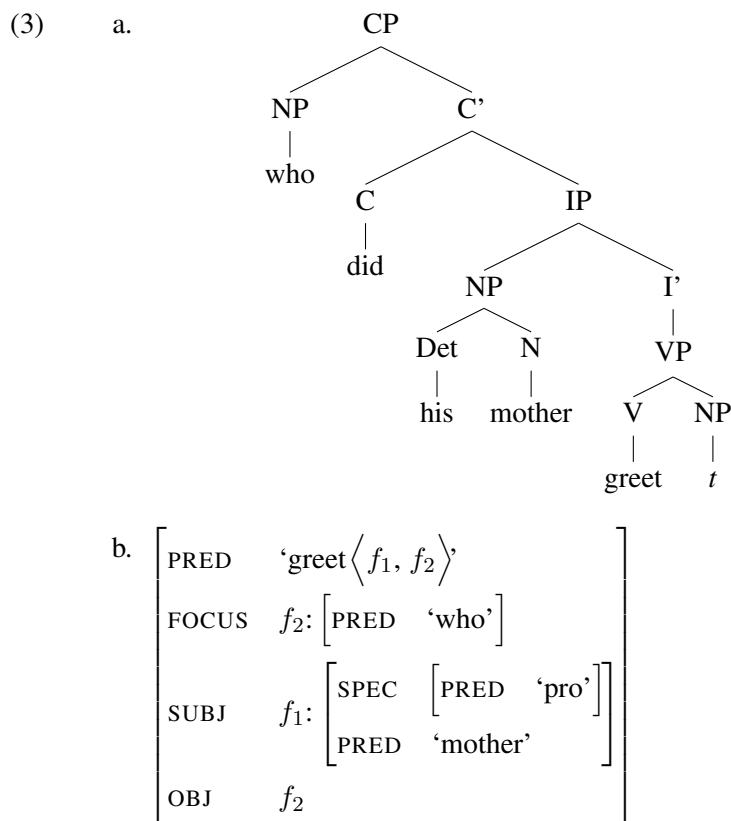 (3) a. CP
NP C’
who
C IP
did
NP I’
Det N VP
his mother V NP
greet t
b. PRED ‘greet⟨f1, f2⟩’
FOCUS f2: [PRED ‘who’]
SUBJ f1: [SPEC [PRED ‘pro’]
PRED ‘mother’]
OBJ f2